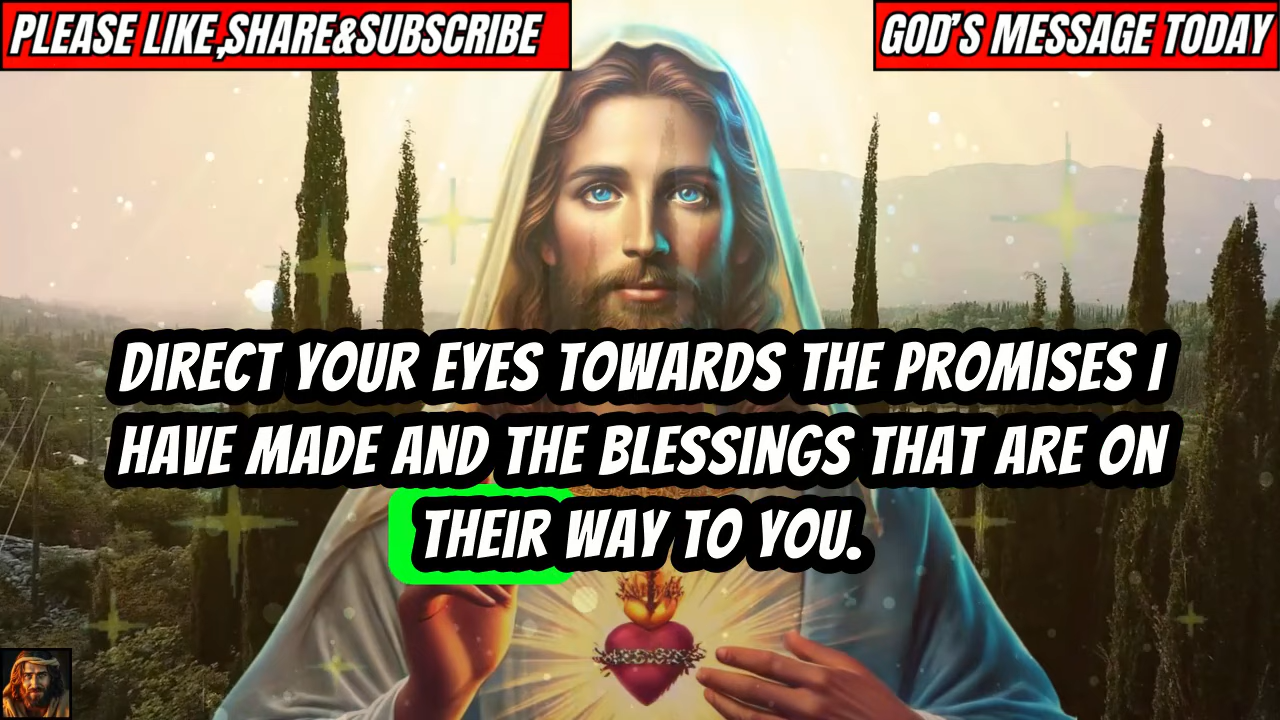 PLEASE LIKE,SHARE&SUBSCRIBE
GOD'S MESSAGE TODAY
DIRECT YOUR EYES TOWARDS THE PROMISES I
HAVE MADE AND THE BLESSINGS THAT ARE ON
THEIR WAY TO YOU.